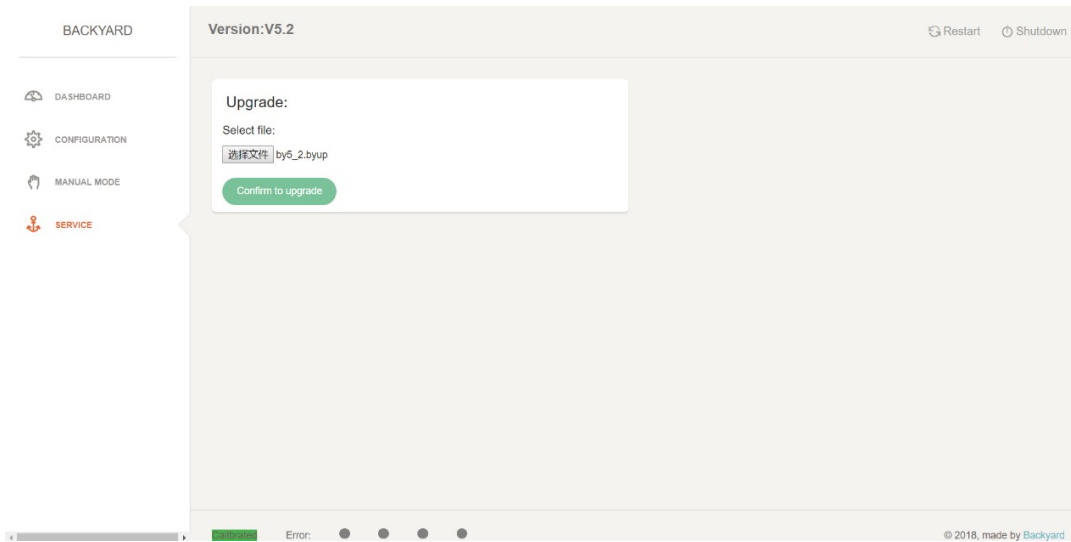 BACKYARD
Version:V5.2
Restart
Shutdown
DASHBOARD
CONFIGURATION
MANUAL MODE
SERVICE
Upgrade:
Select file:
选择文件 by5_2.byup
Confirm to upgrade
Calibrated
Error:
© 2018, made by Backyard